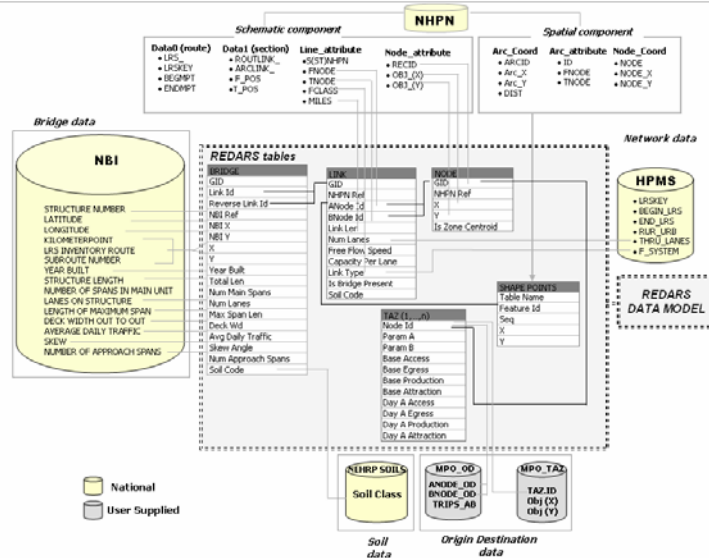 NHPN
Schematic component
Spatial component
Data0 (route)
• LRS_
• LRSKEY
• BEGMPT
• ENDMPT
Data1 (section)
• ROUTLINK_
• ARCLINK_
• F_POS
•T_POS
Line_attribute
•S(ST)NHPN
• FNODE
• TNODE
• FCLASS
• MILES
Node_attribute
• RECID
• OBJ_(X)
• OBJ_(Y)
Arc_Coord
• ARCID
• Arc_X
• Arc_Y
• DIST
Arc_attribute
• ID
• FNODE
• TNODE
Node_Coord
• NODE
• NODE_X
• NODE_Y
Bridge data
NBI
STRUCTURE NUMBER
LATITUDE
LONGITUDE
KILOMETERPOINT
LRS INVENTORY ROUTE
SUBROUTE NUMBER
YEAR BUILT
STRUCTURE LENGTH
NUMBER OF SPANS IN MAIN UNIT
LANES ON STRUCTURE
LENGTH OF MAXIMUM SPAN
DECK WIDTH OUT TO OUT
AVERAGE DAILY TRAFFIC
SKEW
NUMBER OF APPROACH SPANS
REDARS tables
BRIDGE
GID
Link Id
Reverse Link Id
NBI Ref
NBI X
NBI Y
X
Y
Year Built
Total Len
Num Main Spans
Num Lanes
Max Span Len
Deck Wd
Avg Daily Traffic
Skew Angle
Num Approach Spans
Soil Code
LINK
GID
NHPN Ref
ANode Id
BNode Id
Link Len
Num Lanes
Free Flow Speed
Capacity Per Lane
Link Type
Is Bridge Present
Soil Code
NODE
GID
NHPN Ref
X
Y
Is Zone Centroid
TAZ (1, ..,n)
Node Id
Param A
Param B
Base Access
Base Egress
Base Production
Base Attraction
Day A Access
Day A Egress
Day A Production
Day A Attraction
SHAPE POINTS
Table Name
Feature Id
Seq
X
Y
Network data
HPMS
• LRSKEY
• BEGIN_LRS
• END_LRS
• RUR_URB
• THRU_LANES
• F_SYSTEM
REDARS
DATA MODEL
National
User Supplied
NEHRP SOILS
Soil Class
Soil
data
MPO_OD
ANODE_OD
BNODE_OD
TRIPS_AB
MPO_TAZ
TAZ.ID
Obj (X)
Obj (Y)
Origin Destination
data